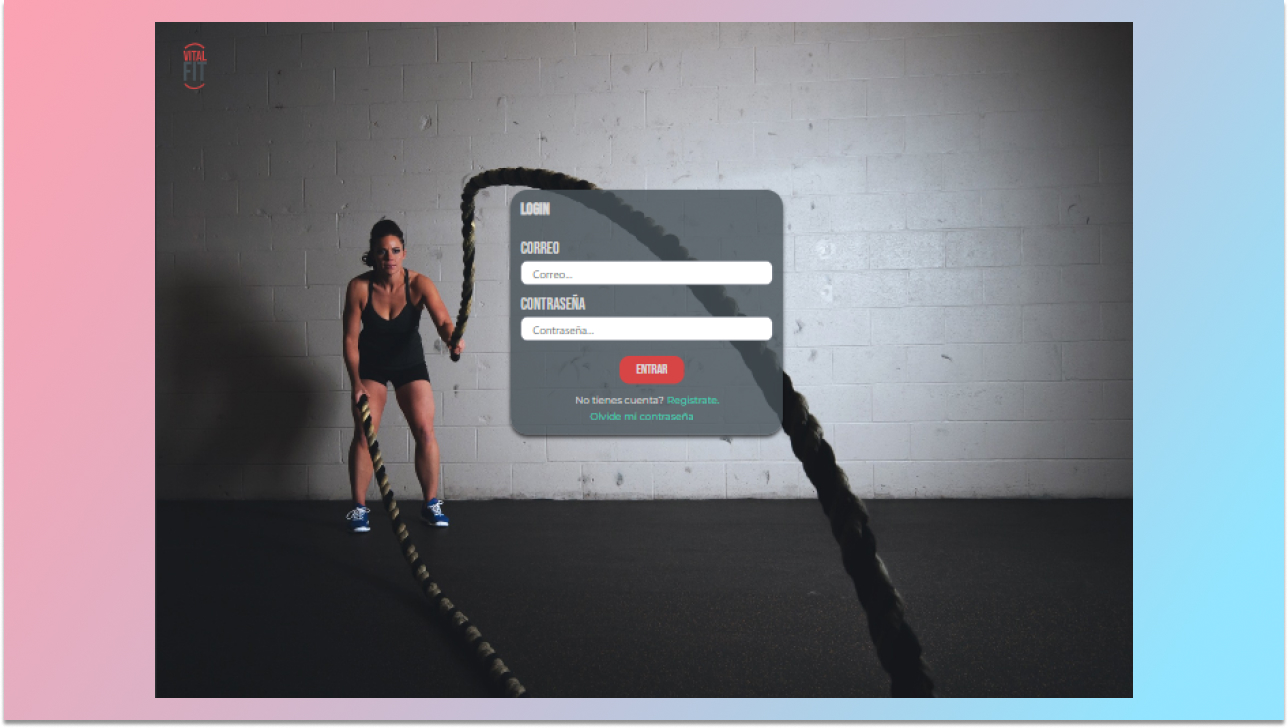 VITAL
FIT
LOGIN
CORREO
Correo...
CONTRASEÑA
Contraseña...
ENTRAR
No tienes cuenta? Registrate.
Olvide mi contraseña